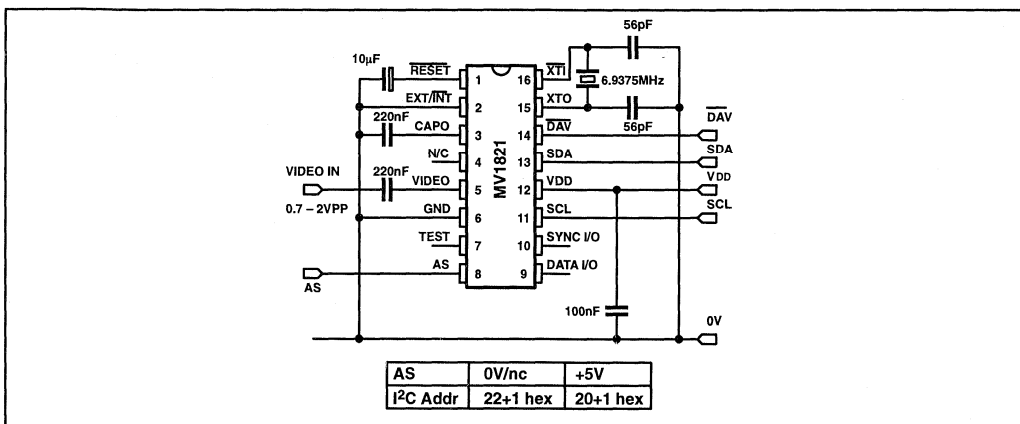 56pF
10µF
RESET
1
16
XTI
6.9375MHz
EXT/INT
2
15
XTO
220nF
CAPO
3
14
DAV
56pF
DAV
N/C
4
13
SDA
SDA
VIDEO IN
220nF
VIDEO
5
12
VDD
VDD
0.7 – 2VPP
GND
6
11
SCL
SCL
TEST
7
10
SYNC I/O
AS
8
9
DATA I/O
AS
MV1821
100nF
0V
AS 0V/nc +5V
I²C Addr 22+1 hex 20+1 hex